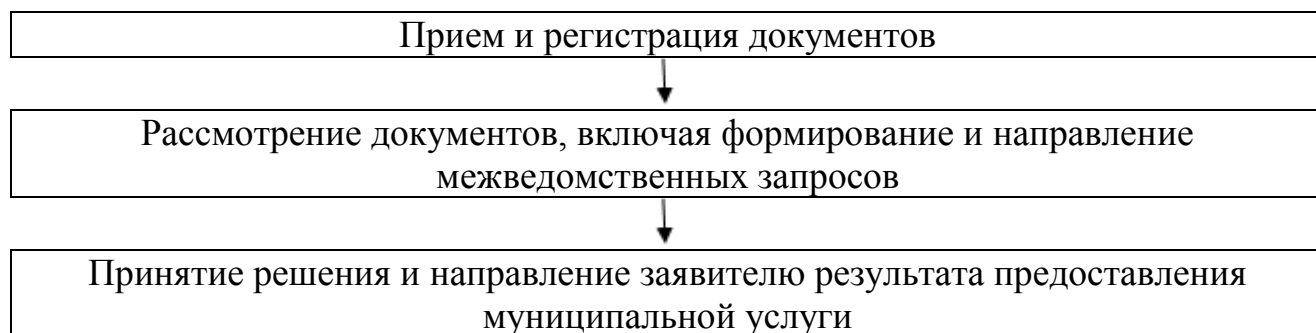 Прием и регистрация документов
Рассмотрение документов, включая формирование и направление
межведомственных запросов
Принятие решения и направление заявителю результата предоставления
муниципальной услуги